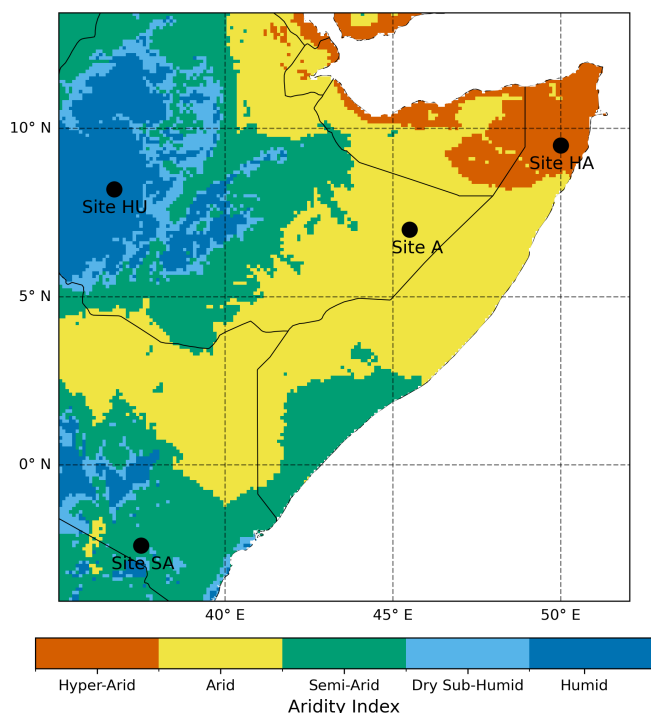 10° N
Site HA
Site HU
Site A
5° N
0° N
Site SA
40° E 45° E 50° E
Hyper-Arid Arid Semi-Arid Dry Sub-Humid Humid
Aridity Index